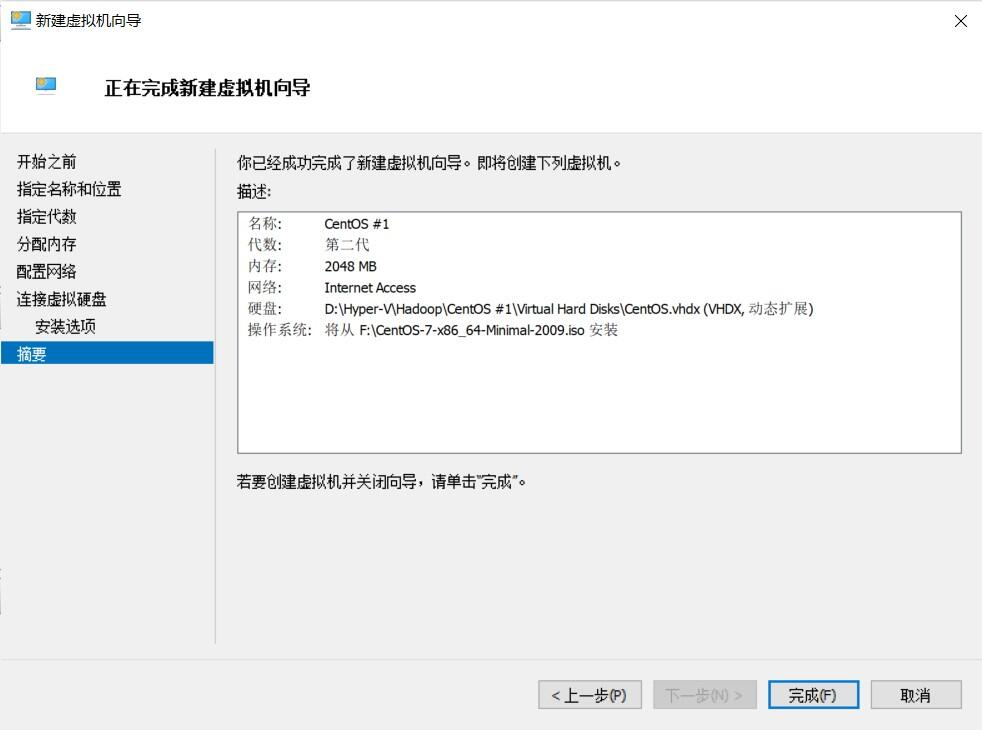 新建虚拟机向导
正在完成新建虚拟机向导
开始之前
指定名称和位置
指定代数
分配内存
配置网络
连接虚拟硬盘
安装选项
摘要
你已经成功完成了新建虚拟机向导。即将创建下列虚拟机。
描述:
名称: CentOS #1
代数: 第二代
内存: 2048 MB
网络: Internet Access
硬盘: D:\Hyper-V\Hadoop\CentOS #1\Virtual Hard Disks\CentOS.vhdx (VHDX, 动态扩展)
操作系统: 将从 F:\CentOS-7-x86_64-Minimal-2009.iso 安装
若要创建虚拟机并关闭向导，请单击"完成"。
< 上一步(P) 下一步(N) > 完成(F) 取消